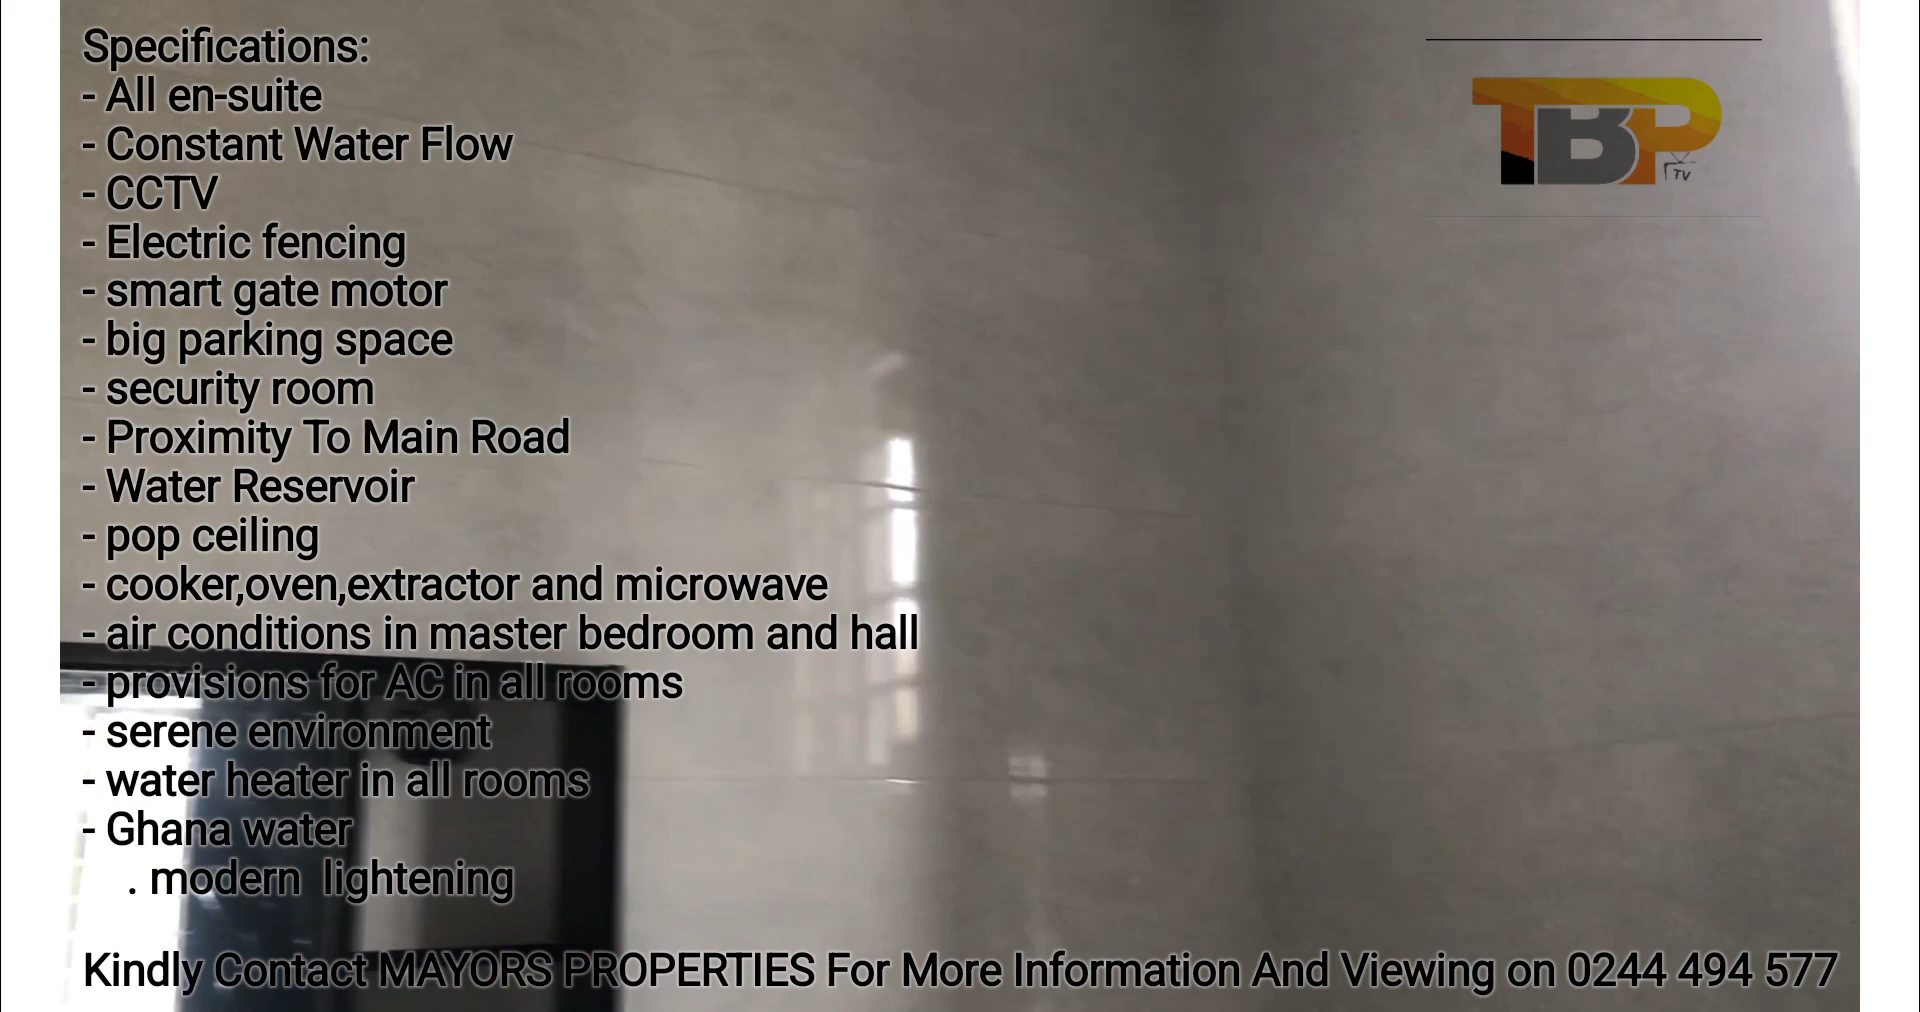 Specifications:
- All en-suite
- Constant Water Flow
- CCTV
- Electric fencing
- smart gate motor
- big parking space
- security room
- Proximity To Main Road
- Water Reservoir
- pop ceiling
- cooker,oven,extractor and microwave
- air conditions in master bedroom and hall
- provisions for AC in all rooms
- serene environment
- water heater in all rooms
- Ghana water
. modern  lightening
Kindly Contact MAYORS PROPERTIES For More Information And Viewing on 0244 494 577
TBP
TV